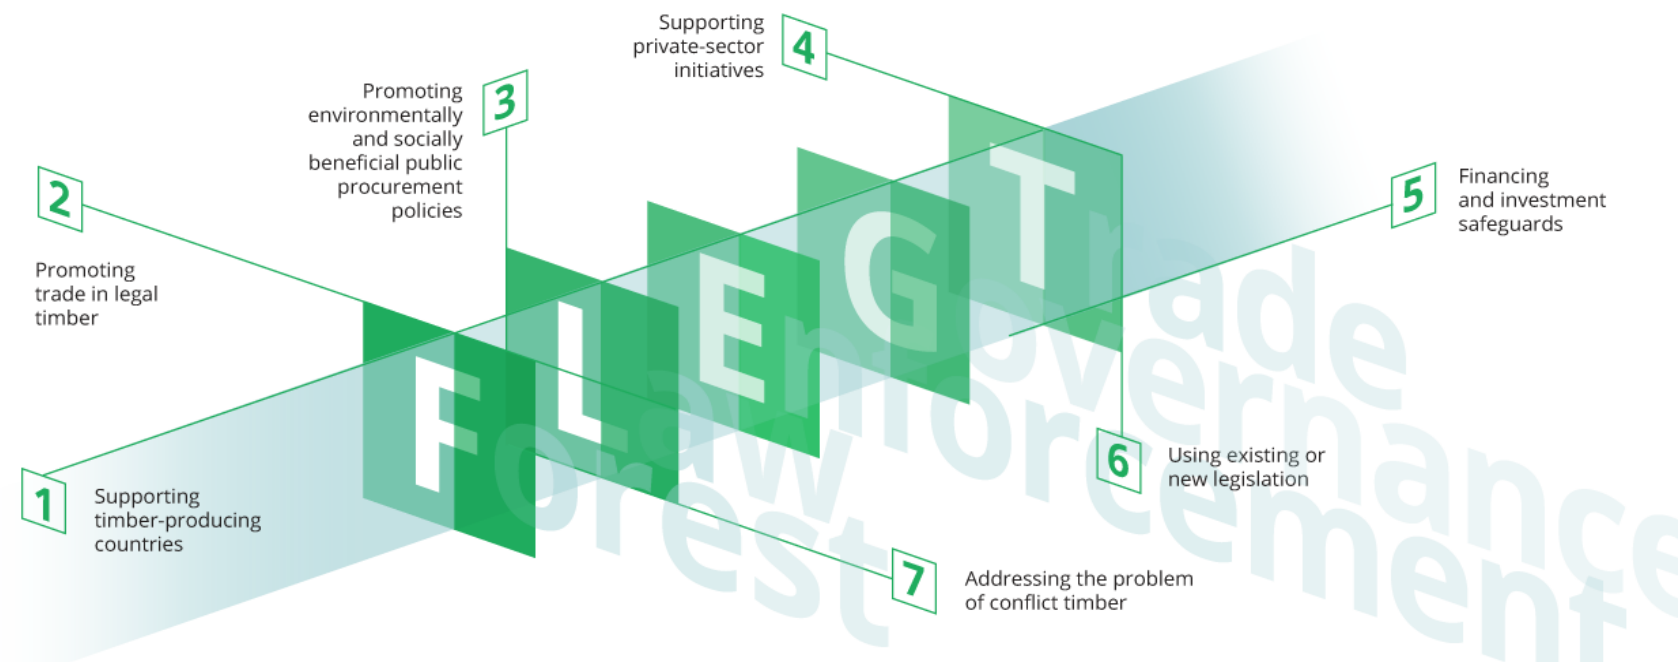 1
Supporting
timber-producing
countries
2
Promoting
trade in legal
timber
3
Promoting
environmentally
and socially
beneficial public
procurement
policies
4
Supporting
private-sector
initiatives
5
Financing
and investment
safeguards
6
Using existing or
new legislation
7
Addressing the problem
of conflict timber
Forest
Law
Enforcement
Governance
Trade